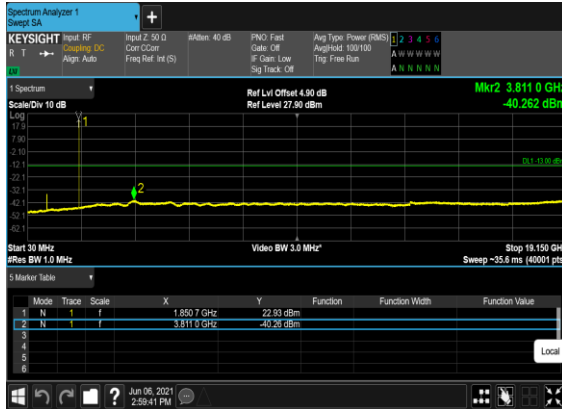 Spectrum Analyzer 1
Swept SA
+
KEYSIGHT Input: RF Input Z: 50 Ω #Atten: 40 dB PNO: Fast Avg Type: Power (RMS) 1 2 3 4 5 6
R T Coupling: DC Corr CCorr Gate: Off Avg|Hold: 100/100 A W W W W W
Align: Auto Freq Ref: Int (S) IF Gain: Low Trig: Free Run
Sig Track: Off A N N N N N
1 Spectrum
Ref Lvl Offset 4.90 dB
Mkr2 3.811 0 GHz
Scale/Div 10 dB
Ref Level 27.90 dBm
-40.262 dBm
Log
17.9
7.90
-2.10
-12.1
-22.1
-32.1
-42.1
-52.1
-62.1
1
2
DL1 -13.00 dBm
Start 30 MHz Video BW 3.0 MHz* Stop 19.150 GHz
#Res BW 1.0 MHz Sweep ~35.6 ms (40001 pts)
5 Marker Table
Mode Trace Scale X Y Function Function Width Function Value
1 N 1 f 1.850 7 GHz 22.93 dBm
2 N 1 f 3.811 0 GHz -40.26 dBm
3
4
5
6
Local
? Jun 06, 2021
2:59:41 PM